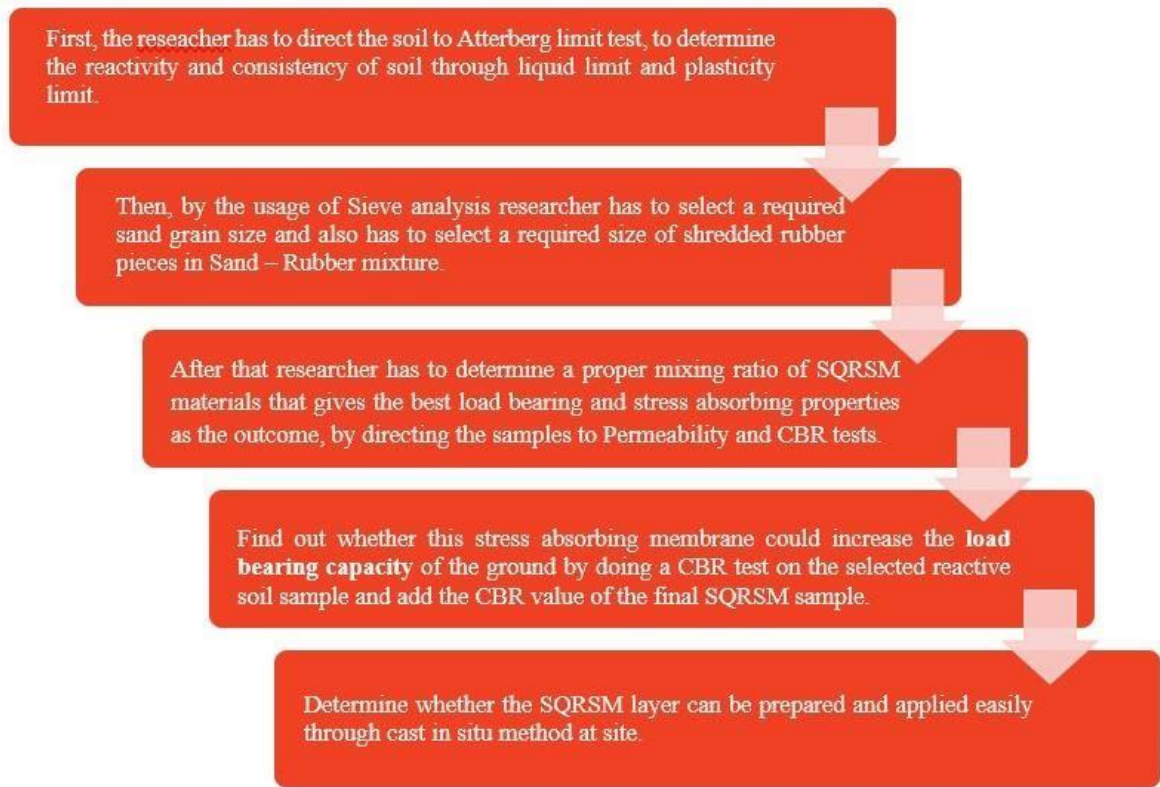 First, the reseacher has to direct the soil to Atterberg limit test, to determine
the reactivity and consistency of soil through liquid limit and plasticity
limit.
Then, by the usage of Sieve analysis researcher has to select a required
sand grain size and also has to select a required size of shredded rubber
pieces in Sand – Rubber mixture.
After that researcher has to determine a proper mixing ratio of SQRSM
materials that gives the best load bearing and stress absorbing properties
as the outcome, by directing the samples to Permeability and CBR tests.
Find out whether this stress absorbing membrane could increase the load
bearing capacity of the ground by doing a CBR test on the selected reactive
soil sample and add the CBR value of the final SQRSM sample.
Determine whether the SQRSM layer can be prepared and applied easily
through cast in situ method at site.